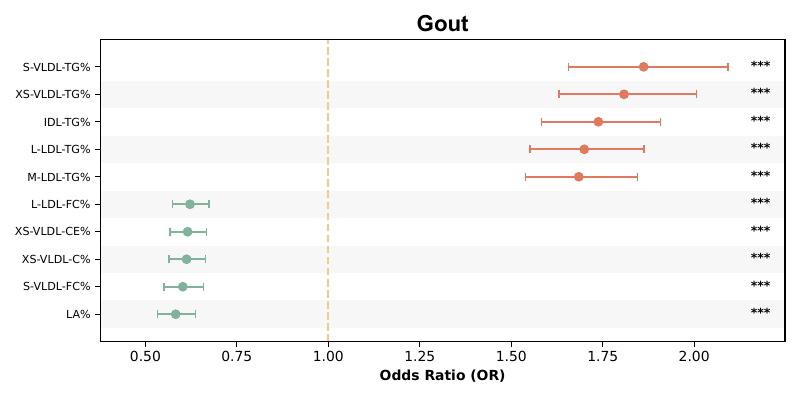 Gout
S-VLDL-TG% ***
XS-VLDL-TG% ***
IDL-TG% ***
L-LDL-TG% ***
M-LDL-TG% ***
L-LDL-FC% ***
XS-VLDL-CE% ***
XS-VLDL-C% ***
S-VLDL-FC% ***
LA% ***
0.50 0.75 1.00 1.25 1.50 1.75 2.00
Odds Ratio (OR)